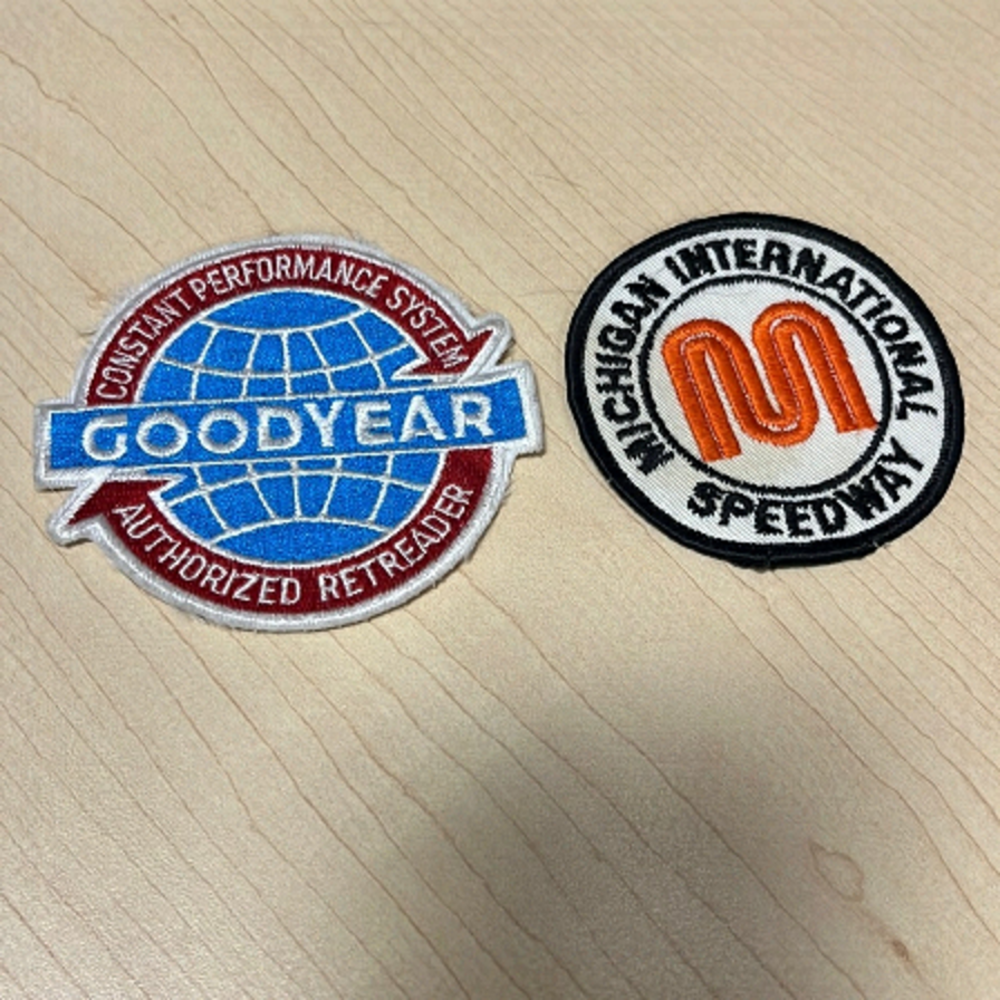 CONSTANT PERFORMANCE SYSTEM
GOODYEAR
AUTHORIZED RETREADER
MICHIGAN INTERNATIONAL
M
SPEEDWAY